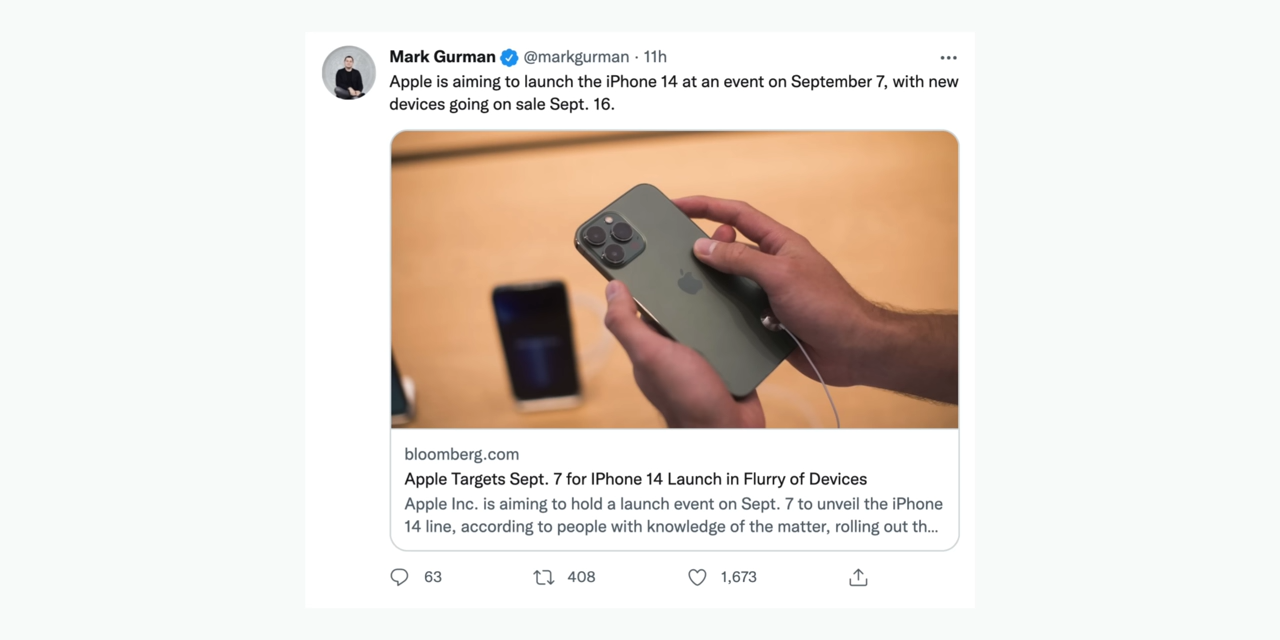 Mark Gurman @markgurman · 11h
Apple is aiming to launch the iPhone 14 at an event on September 7, with new
devices going on sale Sept. 16.
bloomberg.com
Apple Targets Sept. 7 for IPhone 14 Launch in Flurry of Devices
Apple Inc. is aiming to hold a launch event on Sept. 7 to unveil the iPhone
14 line, according to people with knowledge of the matter, rolling out th...
63 408 1,673